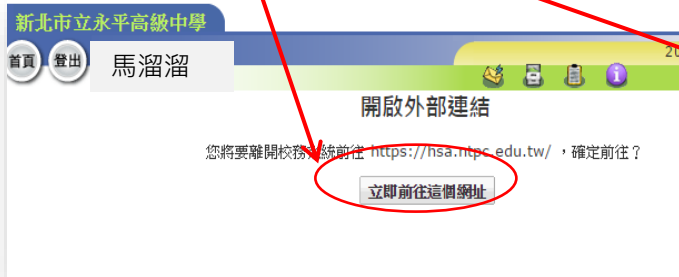 新北市立永平高級中學
首頁 登出 馬溜溜
20
開啟外部連結
您將要離開校務系統前往 https://hsa.ntpc.edu.tw/ ，確定前往？
立即前往這個網址